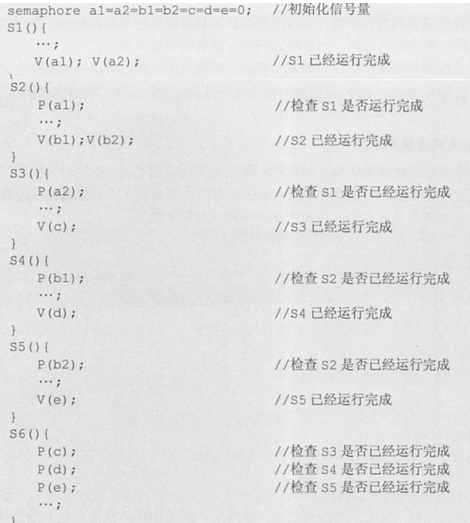 semaphore a1=a2=b1=b2=c=d=e=0; //初始化信号量
S1(){
…;
V(a1); V(a2); //S1 已经运行完成
}
S2(){
P(a1); //检查 S1 是否运行完成
…;
V(b1);V(b2); //S2 已经运行完成
}
S3(){
P(a2); //检查 S1 是否已经运行完成
…;
V(c); //S3 已经运行完成
}
S4(){
P(b1); //检查 S2 是否已经运行完成
…;
V(d); //S4 已经运行完成
}
S5(){
P(b2); //检查 S2 是否已经运行完成
…;
V(e); //S5 已经运行完成
}
S6(){
P(c); //检查 S3 是否已经运行完成
P(d); //检查 S4 是否已经运行完成
P(e); //检查 S5 是否已经运行完成
…;
}